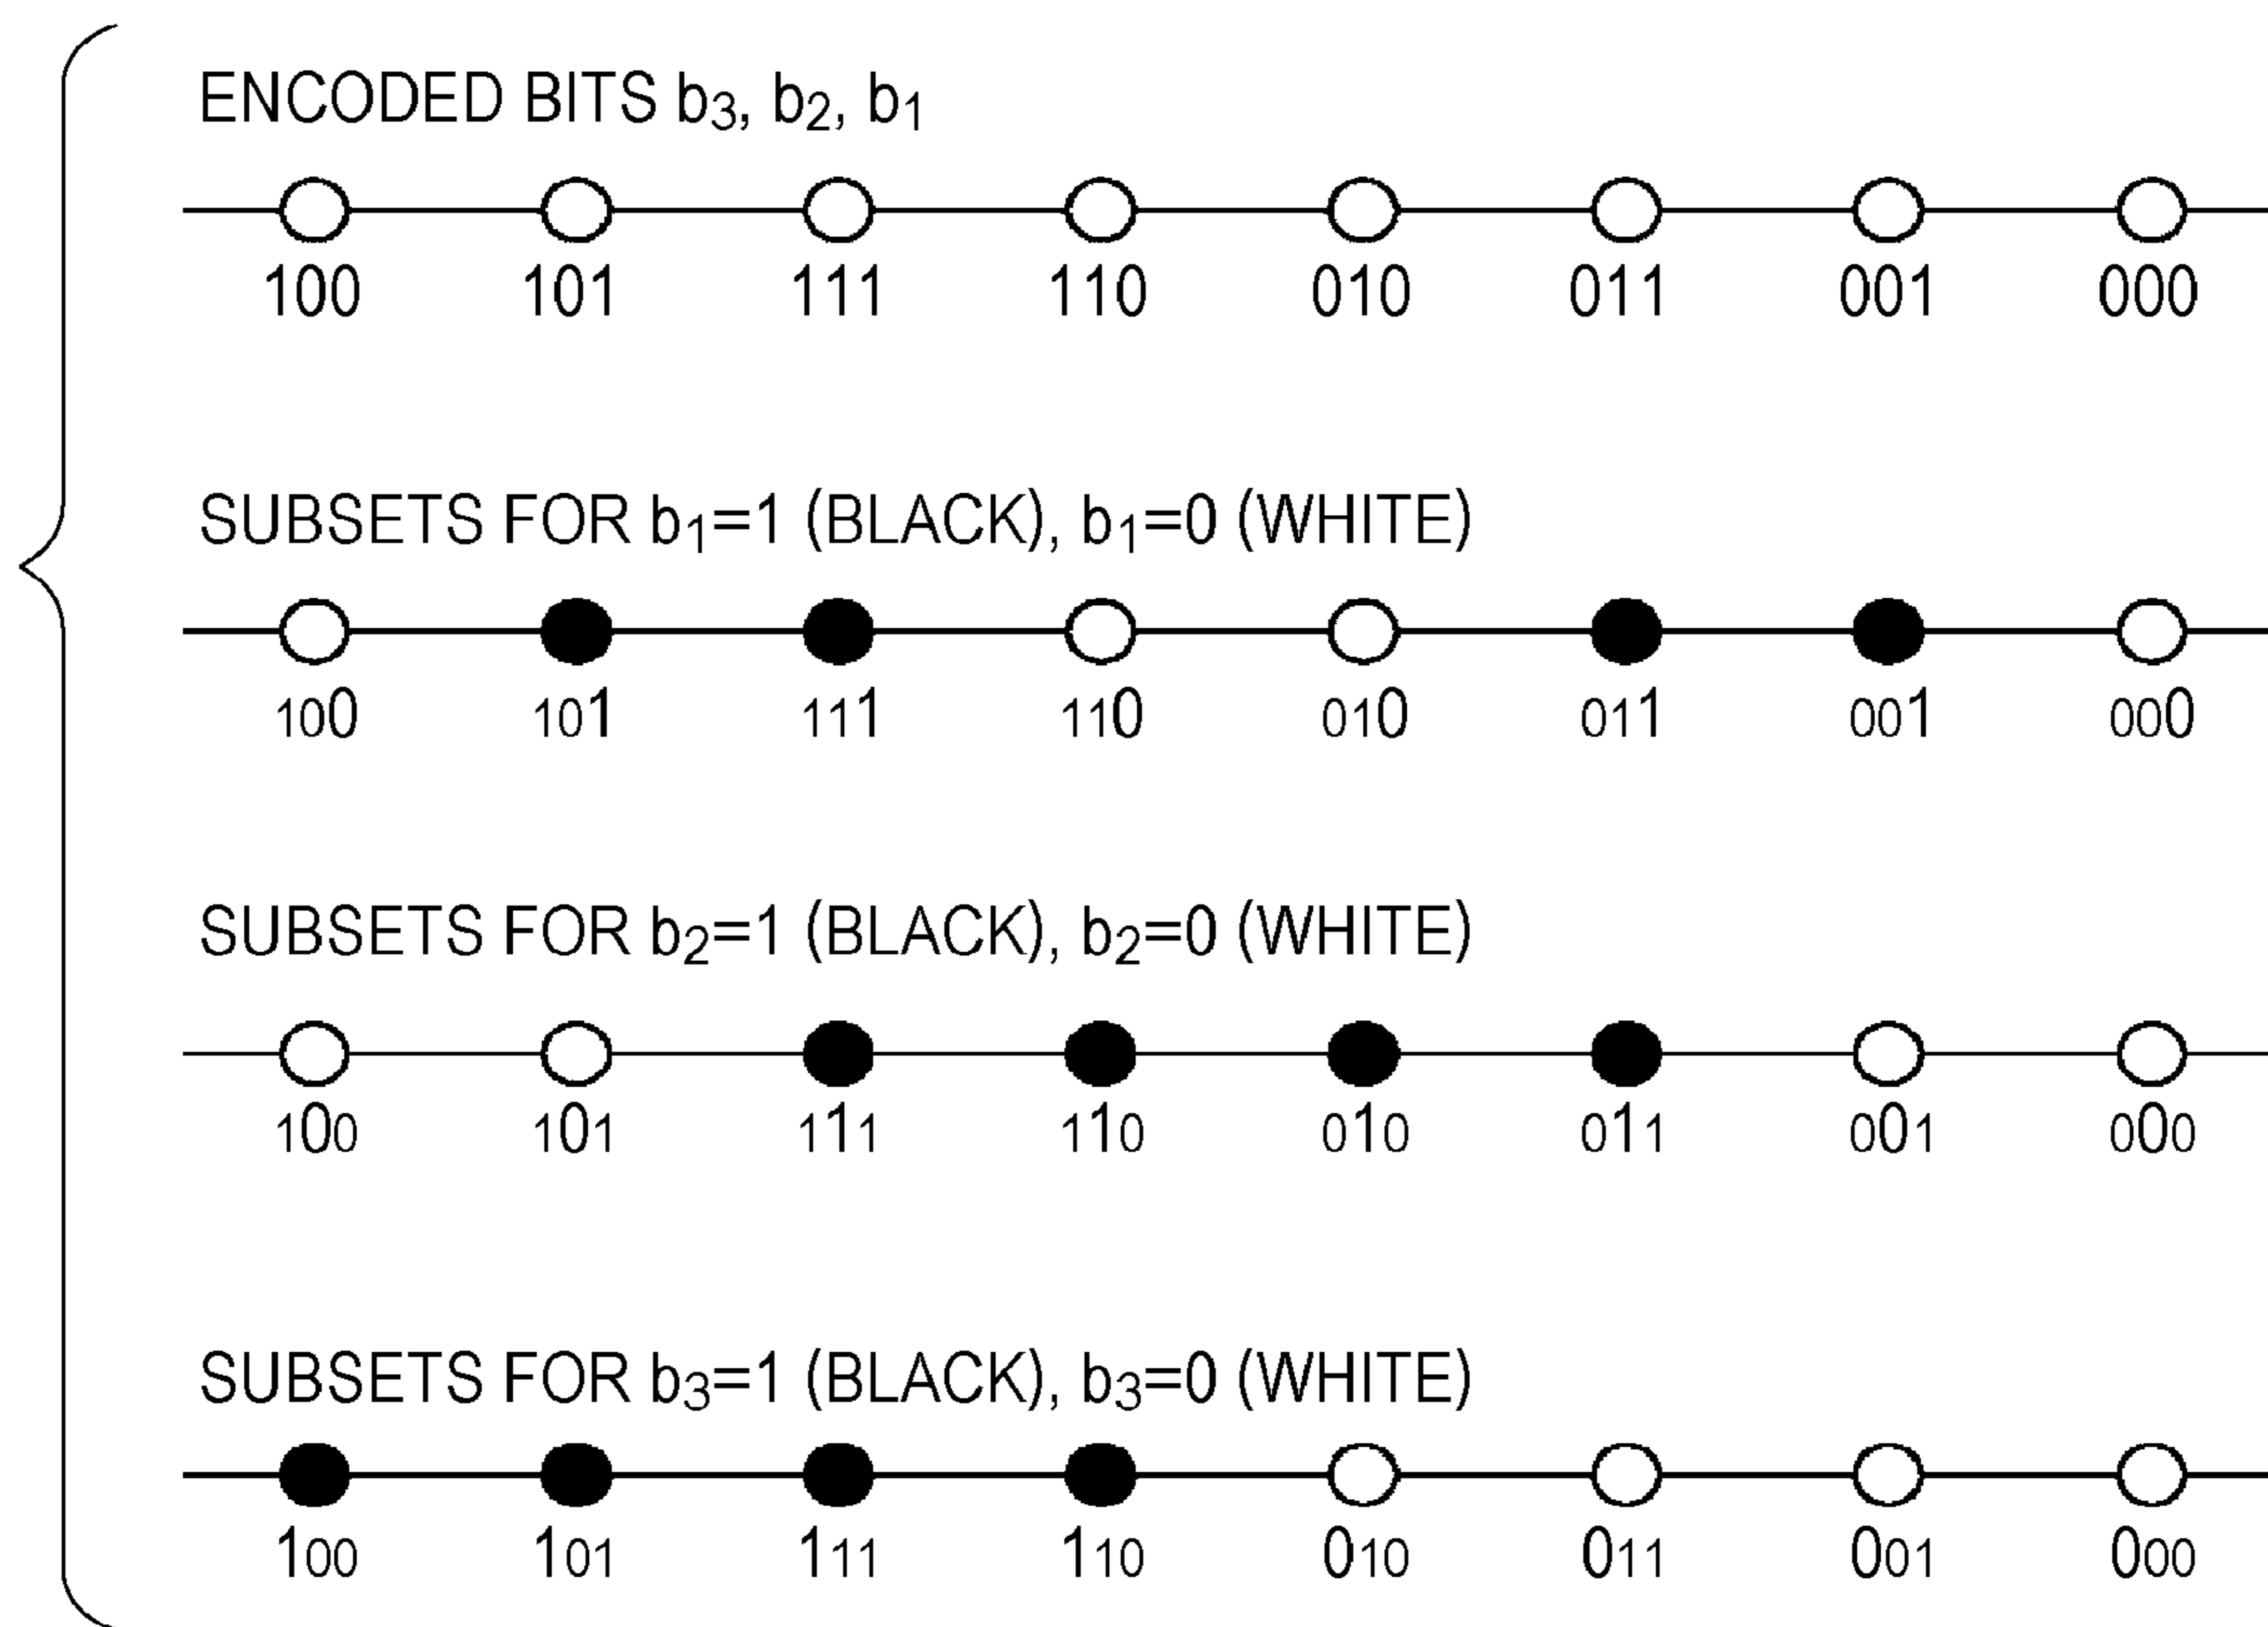 ENCODED BITS b3, b2, b1
100 101 111 110 010 011 001 000
SUBSETS FOR b1=1 (BLACK), b1=0 (WHITE)
100 101 111 110 010 011 001 000
SUBSETS FOR b2=1 (BLACK), b2=0 (WHITE)
100 101 111 110 010 011 001 000
SUBSETS FOR b3=1 (BLACK), b3=0 (WHITE)
100 101 111 110 010 011 001 000